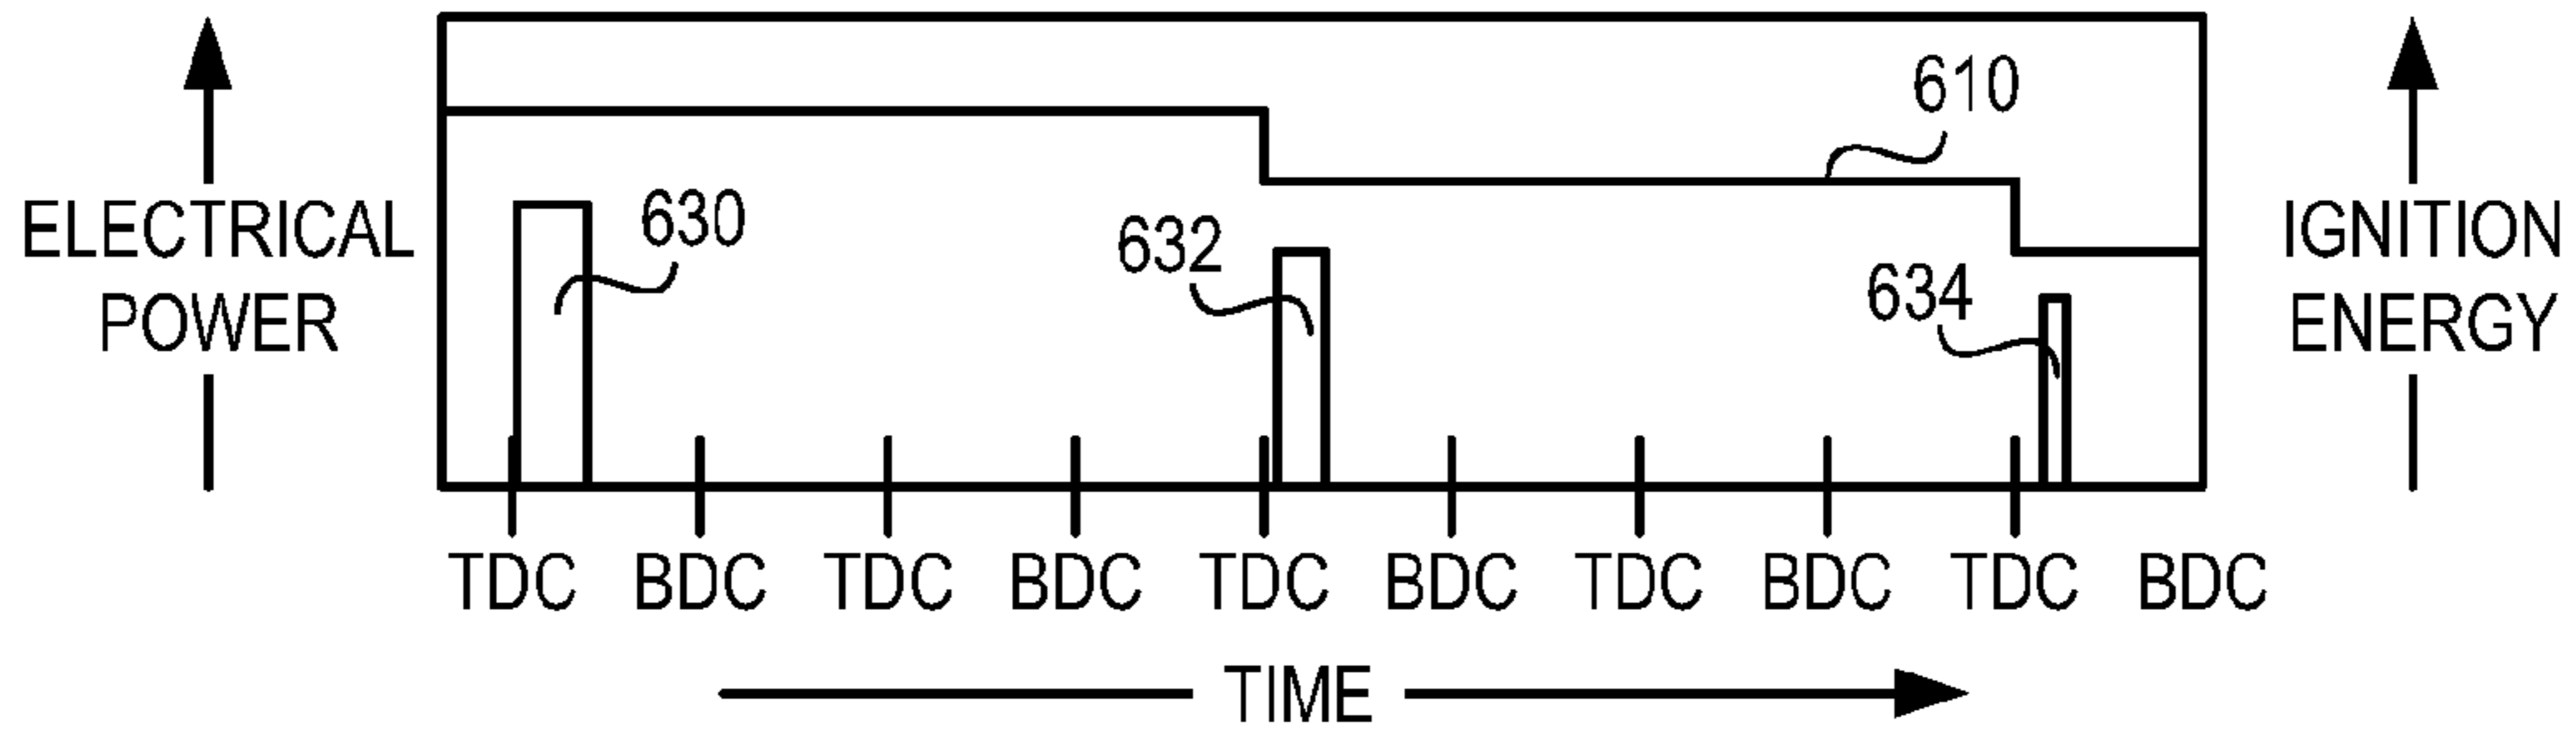 610
630
632
634
ELECTRICAL
POWER
IGNITION
ENERGY
TDC BDC TDC BDC TDC BDC TDC BDC TDC BDC
TIME